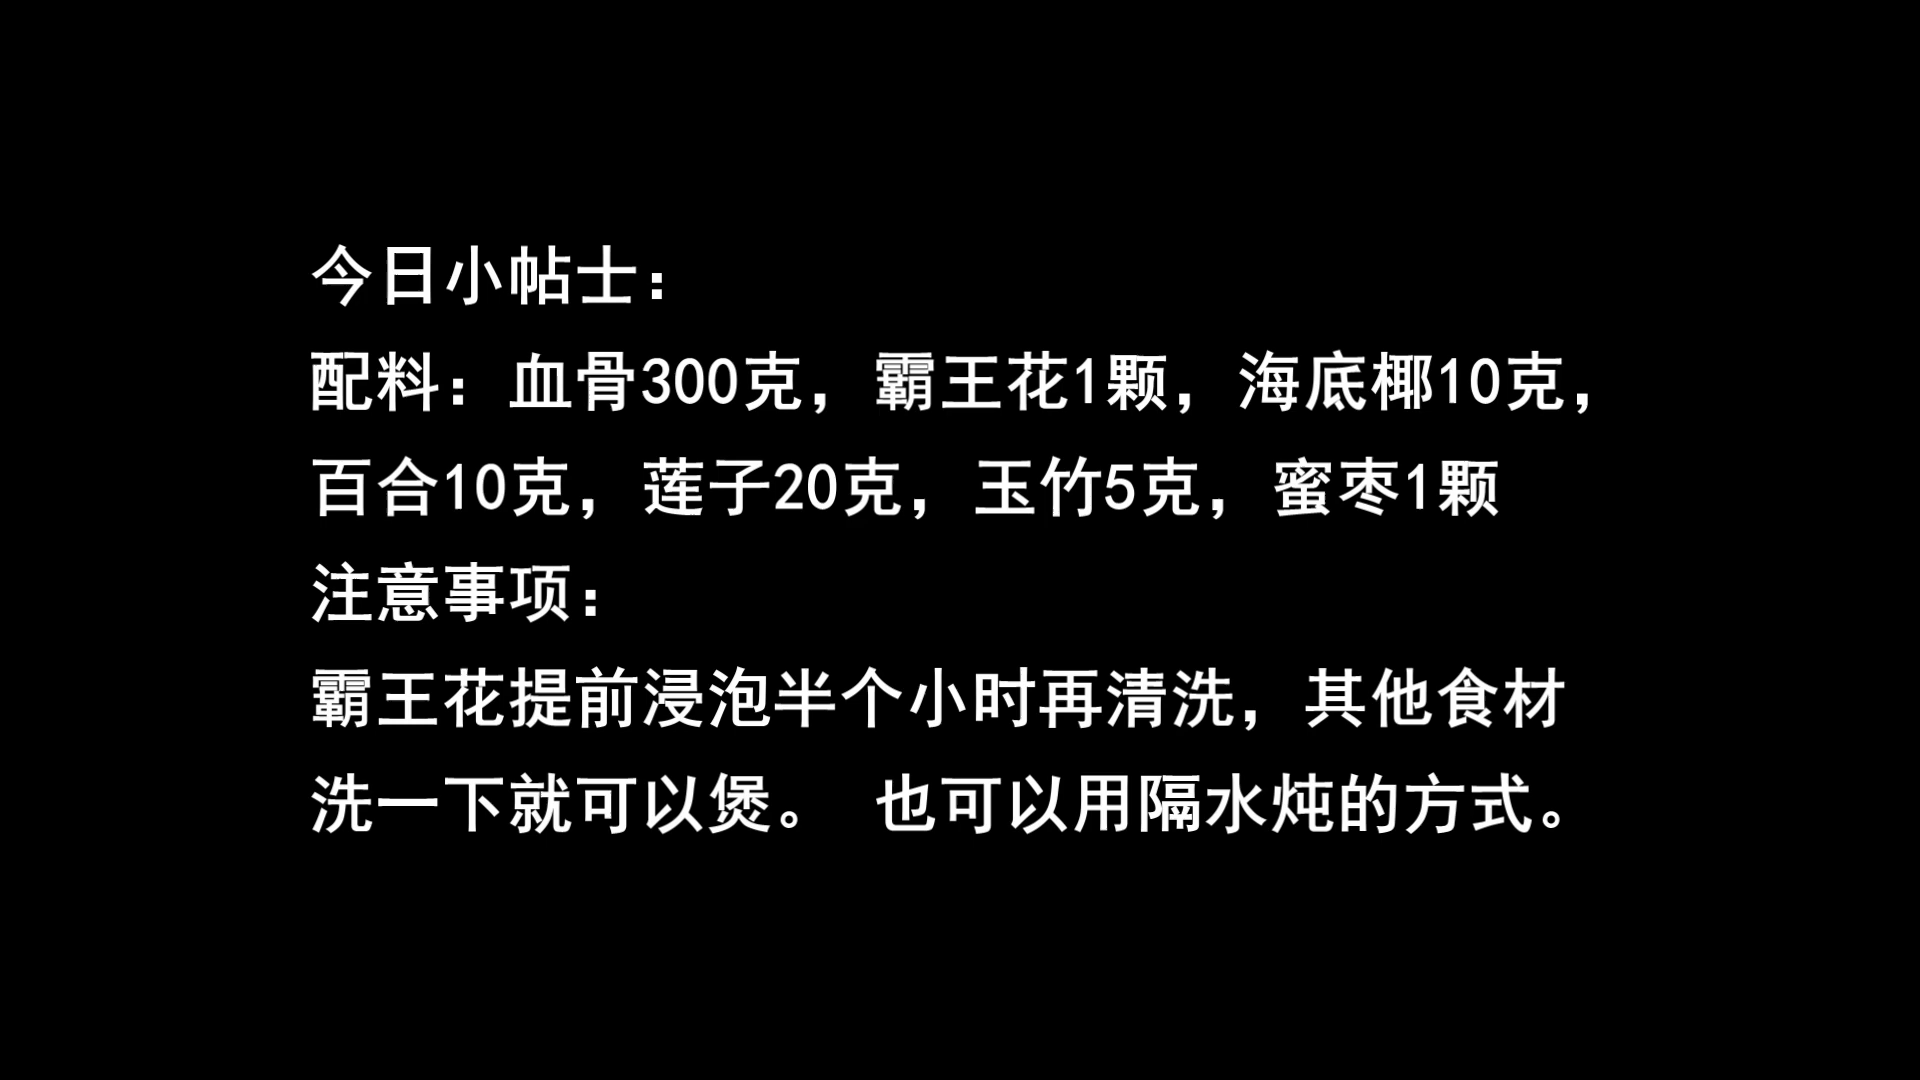 今日小帖士：
配料：血骨300克，霸王花1颗，海底椰10克，
百合10克，莲子20克，玉竹5克，蜜枣1颗
注意事项：
霸王花提前浸泡半个小时再清洗，其他食材
洗一下就可以煲。 也可以用隔水炖的方式。